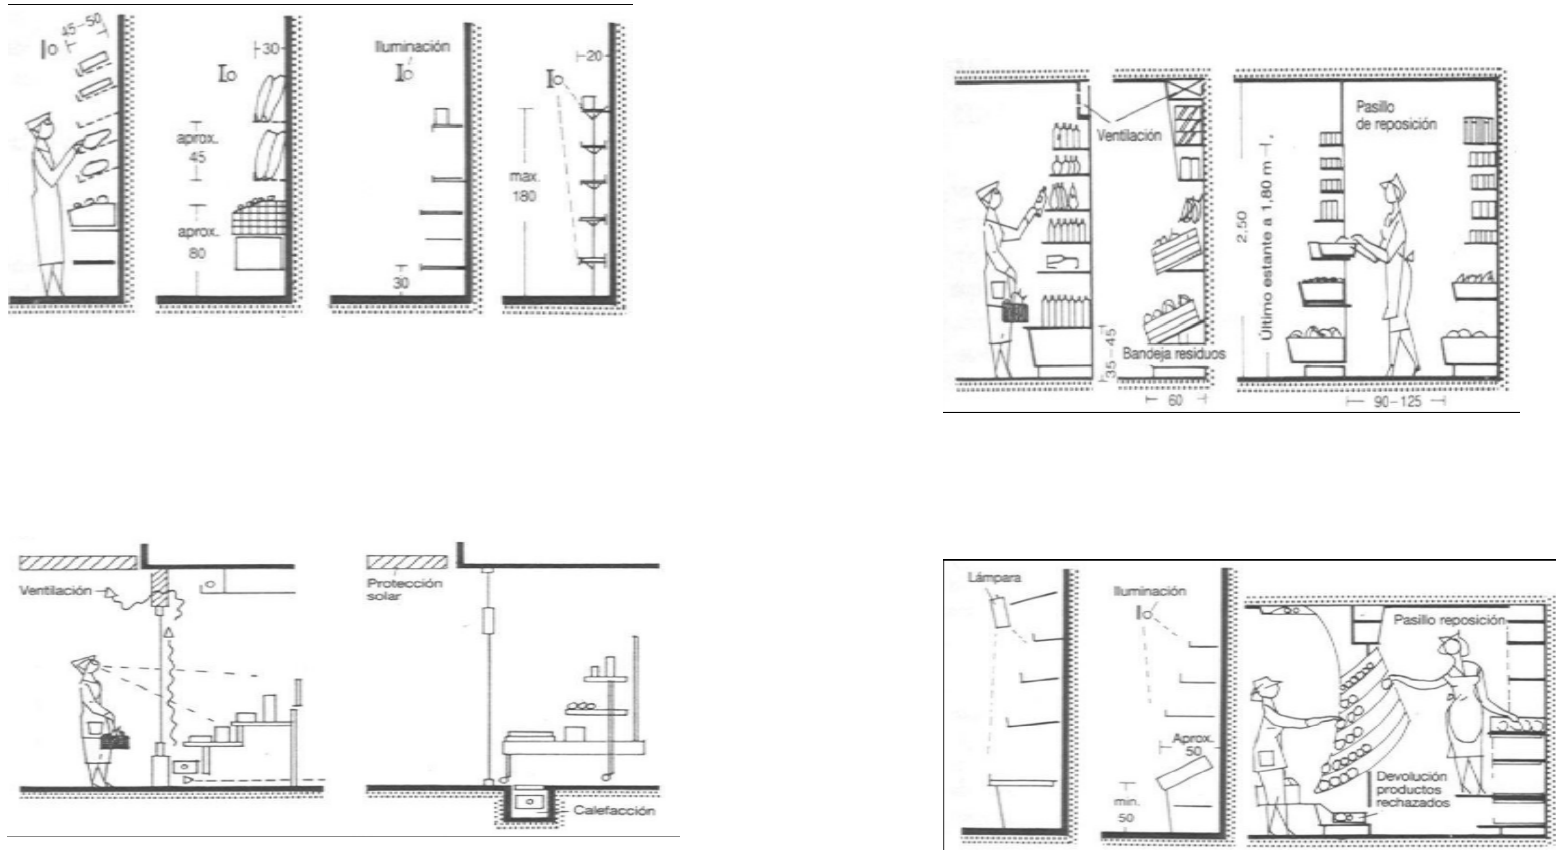 45-50
30
Iluminación
20
aprox.
45
max.
180
aprox.
80
30
Ventilación
Pasillo
de reposición
2.50
Último estante a 1,80 m
35-45
Bandeja residuos
60
90-125
Ventilación
Protección
solar
Calefacción
Lámpara
Iluminación
Pasillo reposición
Aprox.
50
min.
50
Devolución
productos
rechazados